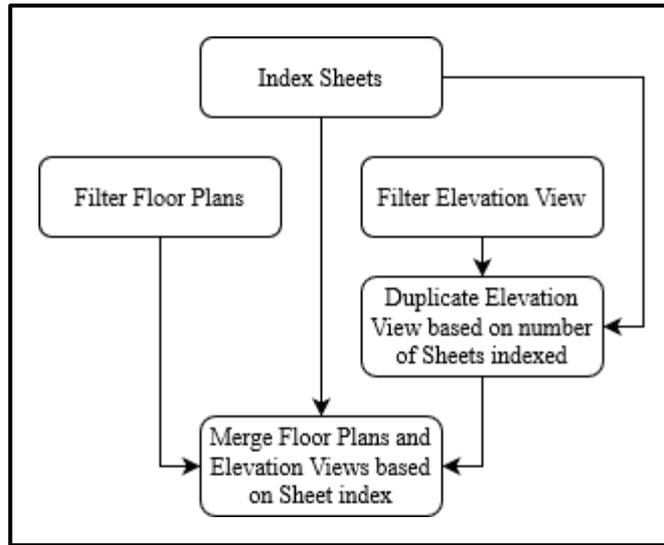 Index Sheets
Filter Floor Plans
Filter Elevation View
Duplicate Elevation
View based on number
of Sheets indexed
Merge Floor Plans and
Elevation Views based
on Sheet index